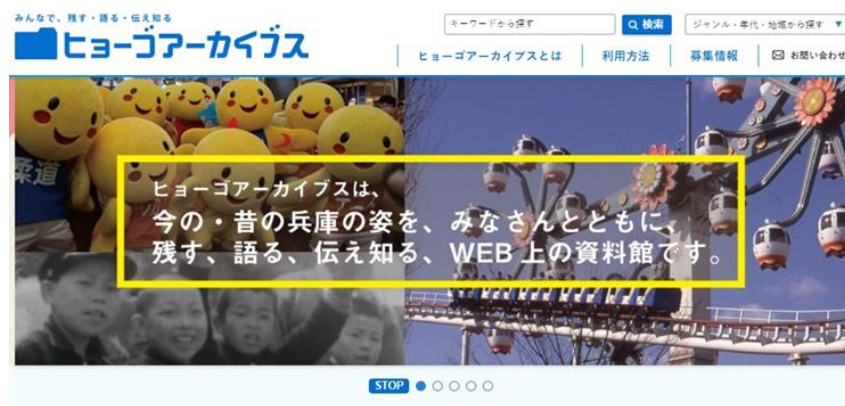 みんなで、残す・語る・伝え知る
ヒョーゴアーカイブス
キーワードから探す
検索
ジャンル・年代・地域から探す ▼
ヒョーゴアーカイブスとは
利用方法
募集情報
お問い合わせ
柔道
ヒョーゴアーカイブスは、
今の・昔の兵庫の姿を、みなさんとともに、
残す、語る、伝え知る、WEB上の資料館です。
STOP